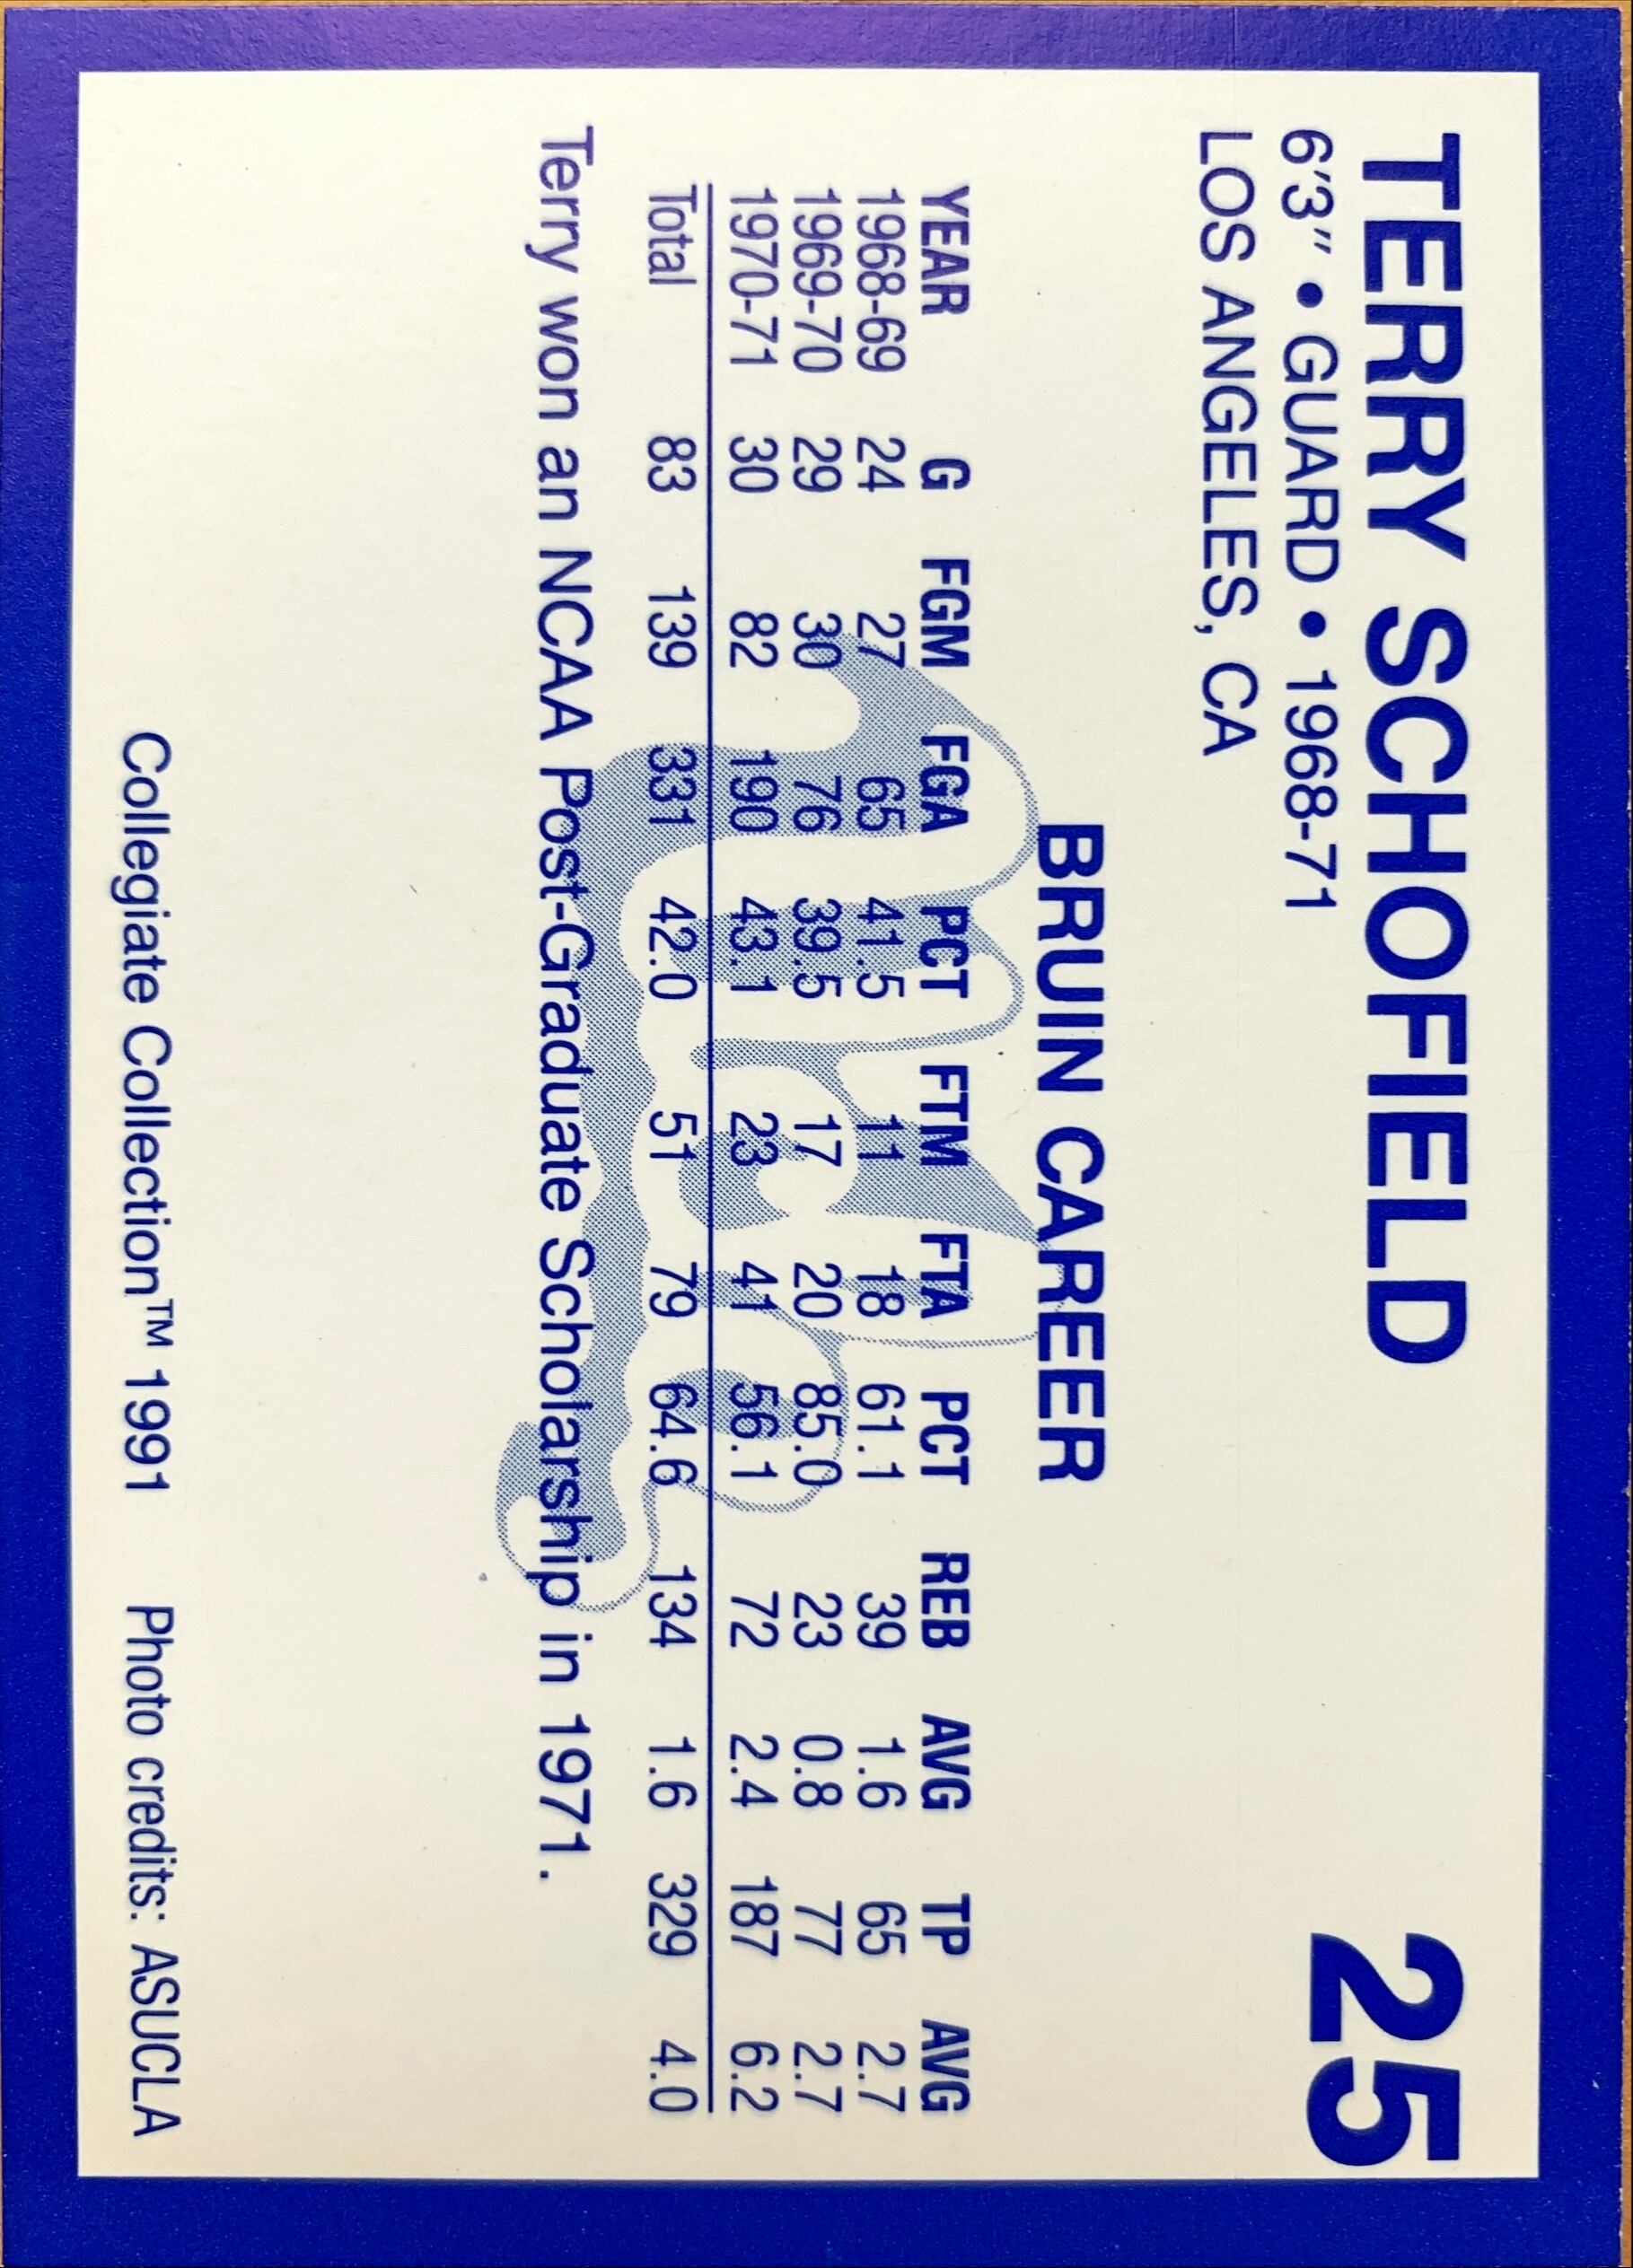 TERRY SCHOFIELD 25
6'3" • GUARD • 1968-71
LOS ANGELES, CA
BRUIN CAREER
YEAR G FGM FGA PCT FTM FTA PCT REB AVG TP AVG
1968-69 24 27 65 41.5 11 18 61.1 39 1.6 65 2.7
1969-70 29 30 76 39.5 17 20 85.0 23 0.8 77 2.7
1970-71 30 82 190 43.1 23 41 56.1 72 2.4 187 6.2
Total 83 139 331 42.0 51 79 64.6 134 1.6 329 4.0
Terry won an NCAA Post-Graduate Scholarship in 1971.
Collegiate Collection™ 1991 Photo credits: ASUCLA